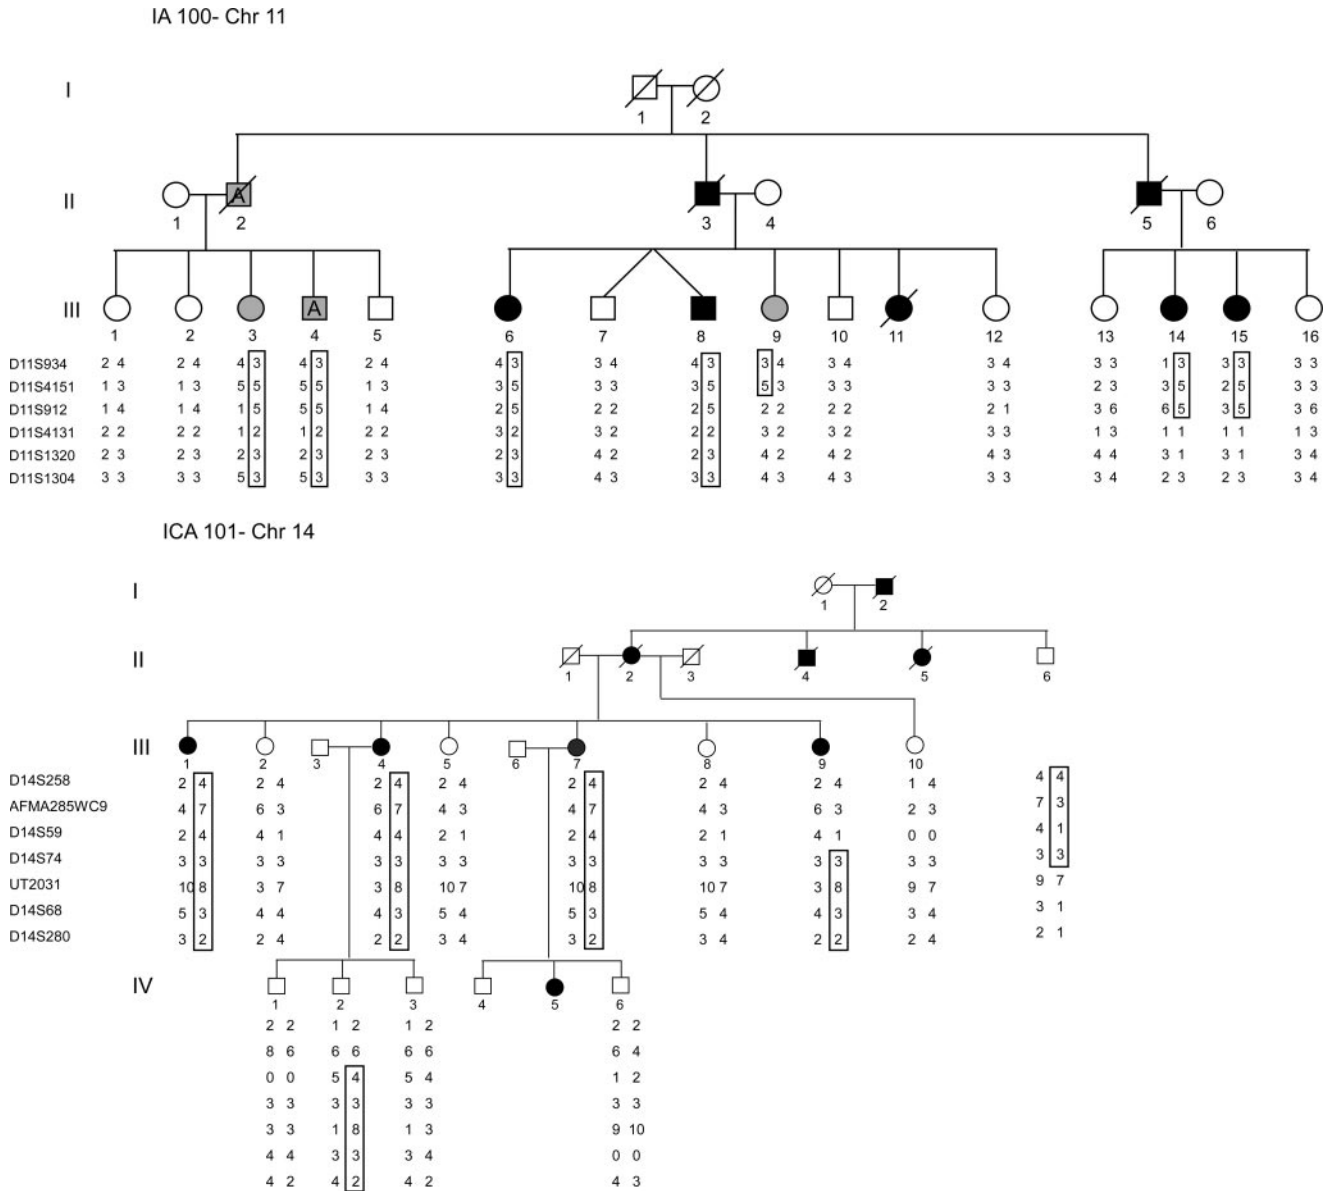 IA 100- Chr 11
I
1 2
A
II
1 2 3 4 5 6
A
III
1 2 3 4 5 6 7 8 9 10 11 12 13 14 15 16
D11S934 2 4 2 4 4 3 4 3 2 4 4 3 3 4 4 3 3 4 3 4 3 4 3 3 1 3 3 3 3 3
D11S4151 1 3 1 3 5 5 5 5 1 3 3 5 3 3 3 5 5 3 3 3 3 3 2 3 3 5 2 5 3 3
D11S912 1 4 1 4 1 5 5 5 1 4 2 5 2 2 2 5 2 2 2 2 2 1 3 6 6 5 3 5 3 6
D11S4131 2 2 2 2 1 2 1 2 2 2 3 2 3 2 2 2 3 2 3 2 3 3 1 3 1 1 1 1 1 3
D11S1320 2 3 2 3 2 3 2 3 2 3 2 3 4 2 2 3 4 2 4 2 4 3 4 4 3 1 3 1 3 4
D11S1304 3 3 3 3 5 3 5 3 3 3 3 3 4 3 3 3 4 3 4 3 3 3 3 4 2 3 2 3 3 4
ICA 101- Chr 14
I
1 2
II
1 2 3 4 5 6
III
1 2 3 4 5 6 7 8 9 10
D14S258 2 4 2 4 2 4 2 4 2 4 2 4 2 4 1 4 4 4
AFMA285WC9 4 7 6 3 6 7 4 3 4 7 4 3 6 3 2 3 7 3
D14S59 2 4 4 1 4 4 2 1 2 4 2 1 4 1 0 0 4 1
D14S74 3 3 3 3 3 3 3 3 3 3 3 3 3 3 3 3 3 3
UT2031 10 8 3 7 3 8 10 7 10 8 10 7 3 8 9 7 9 7
D14S68 5 3 4 4 4 3 5 4 5 3 5 4 4 3 3 4 3 1
D14S280 3 2 2 4 2 2 3 4 3 2 3 4 2 2 2 4 2 1
IV
1 2 3 4 5 6
2 2 1 2 1 2 2 2
8 6 6 6 6 6 6 4
0 0 5 4 5 4 1 2
3 3 3 3 3 3 3 3
3 3 1 8 1 3 9 10
4 4 3 3 3 4 0 0
4 2 4 2 4 2 4 3